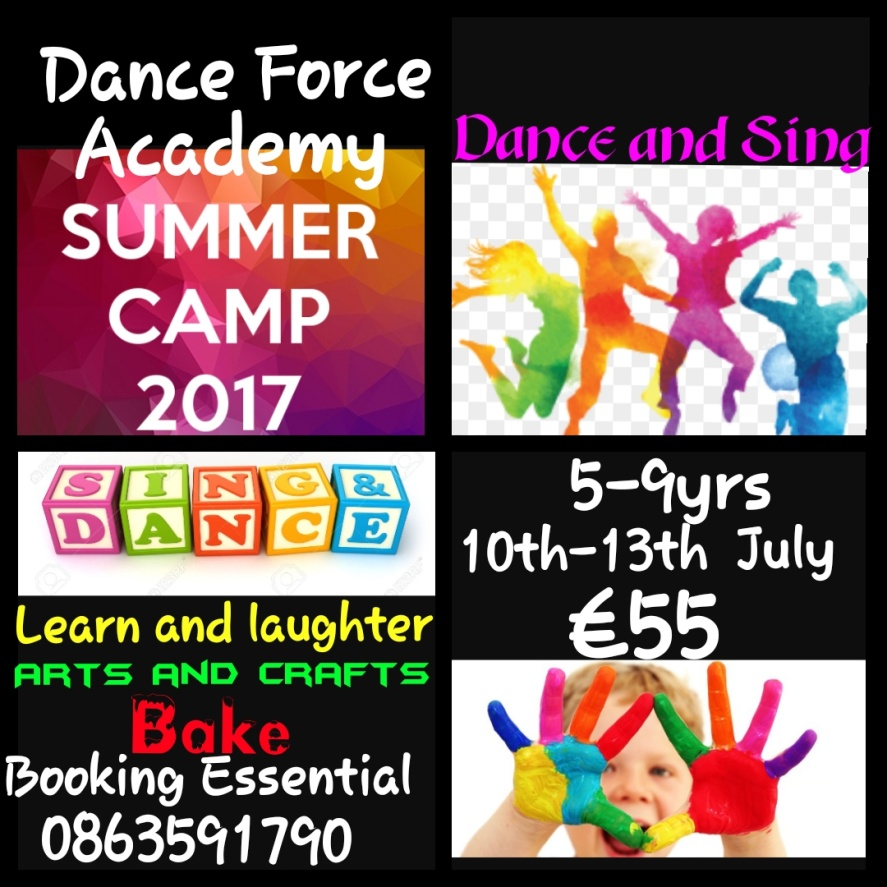 Dance Force
Academy
SUMMER
CAMP
2017
Dance and Sing
SING&
DANCE
Learn and laughter
ARTS AND CRAFTS
Bake
Booking Essential
0863591790
5-9yrs
10th-13th July
€55